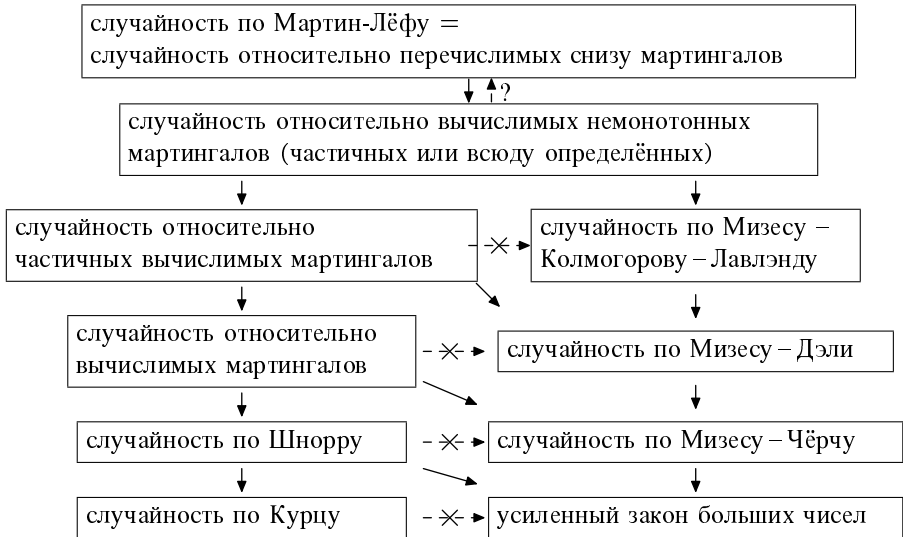 случайность по Мартин-Лёфу =
случайность относительно перечислимых снизу мартингалов
?
случайность относительно вычислимых немонотонных
мартингалов (частичных или всюду определённых)
случайность относительно
частичных вычислимых мартингалов
случайность по Мизесу –
Колмогорову – Лавлэнду
случайность относительно
вычислимых мартингалов
случайность по Мизесу – Дэли
случайность по Шнорру
случайность по Мизесу – Чёрчу
случайность по Курцу
усиленный закон больших чисел